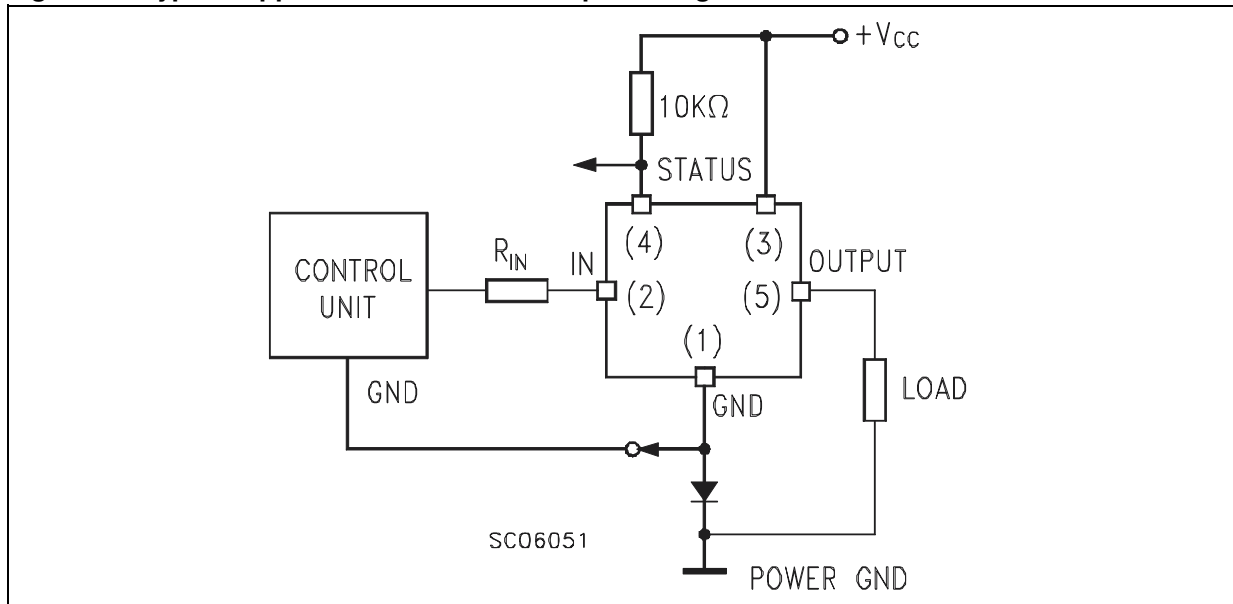 +VCC
10KΩ
STATUS
(4)
(3)
OUTPUT
CONTROL
UNIT
RIN
IN
(2)
(5)
(1)
GND
GND
LOAD
SC06051
POWER GND